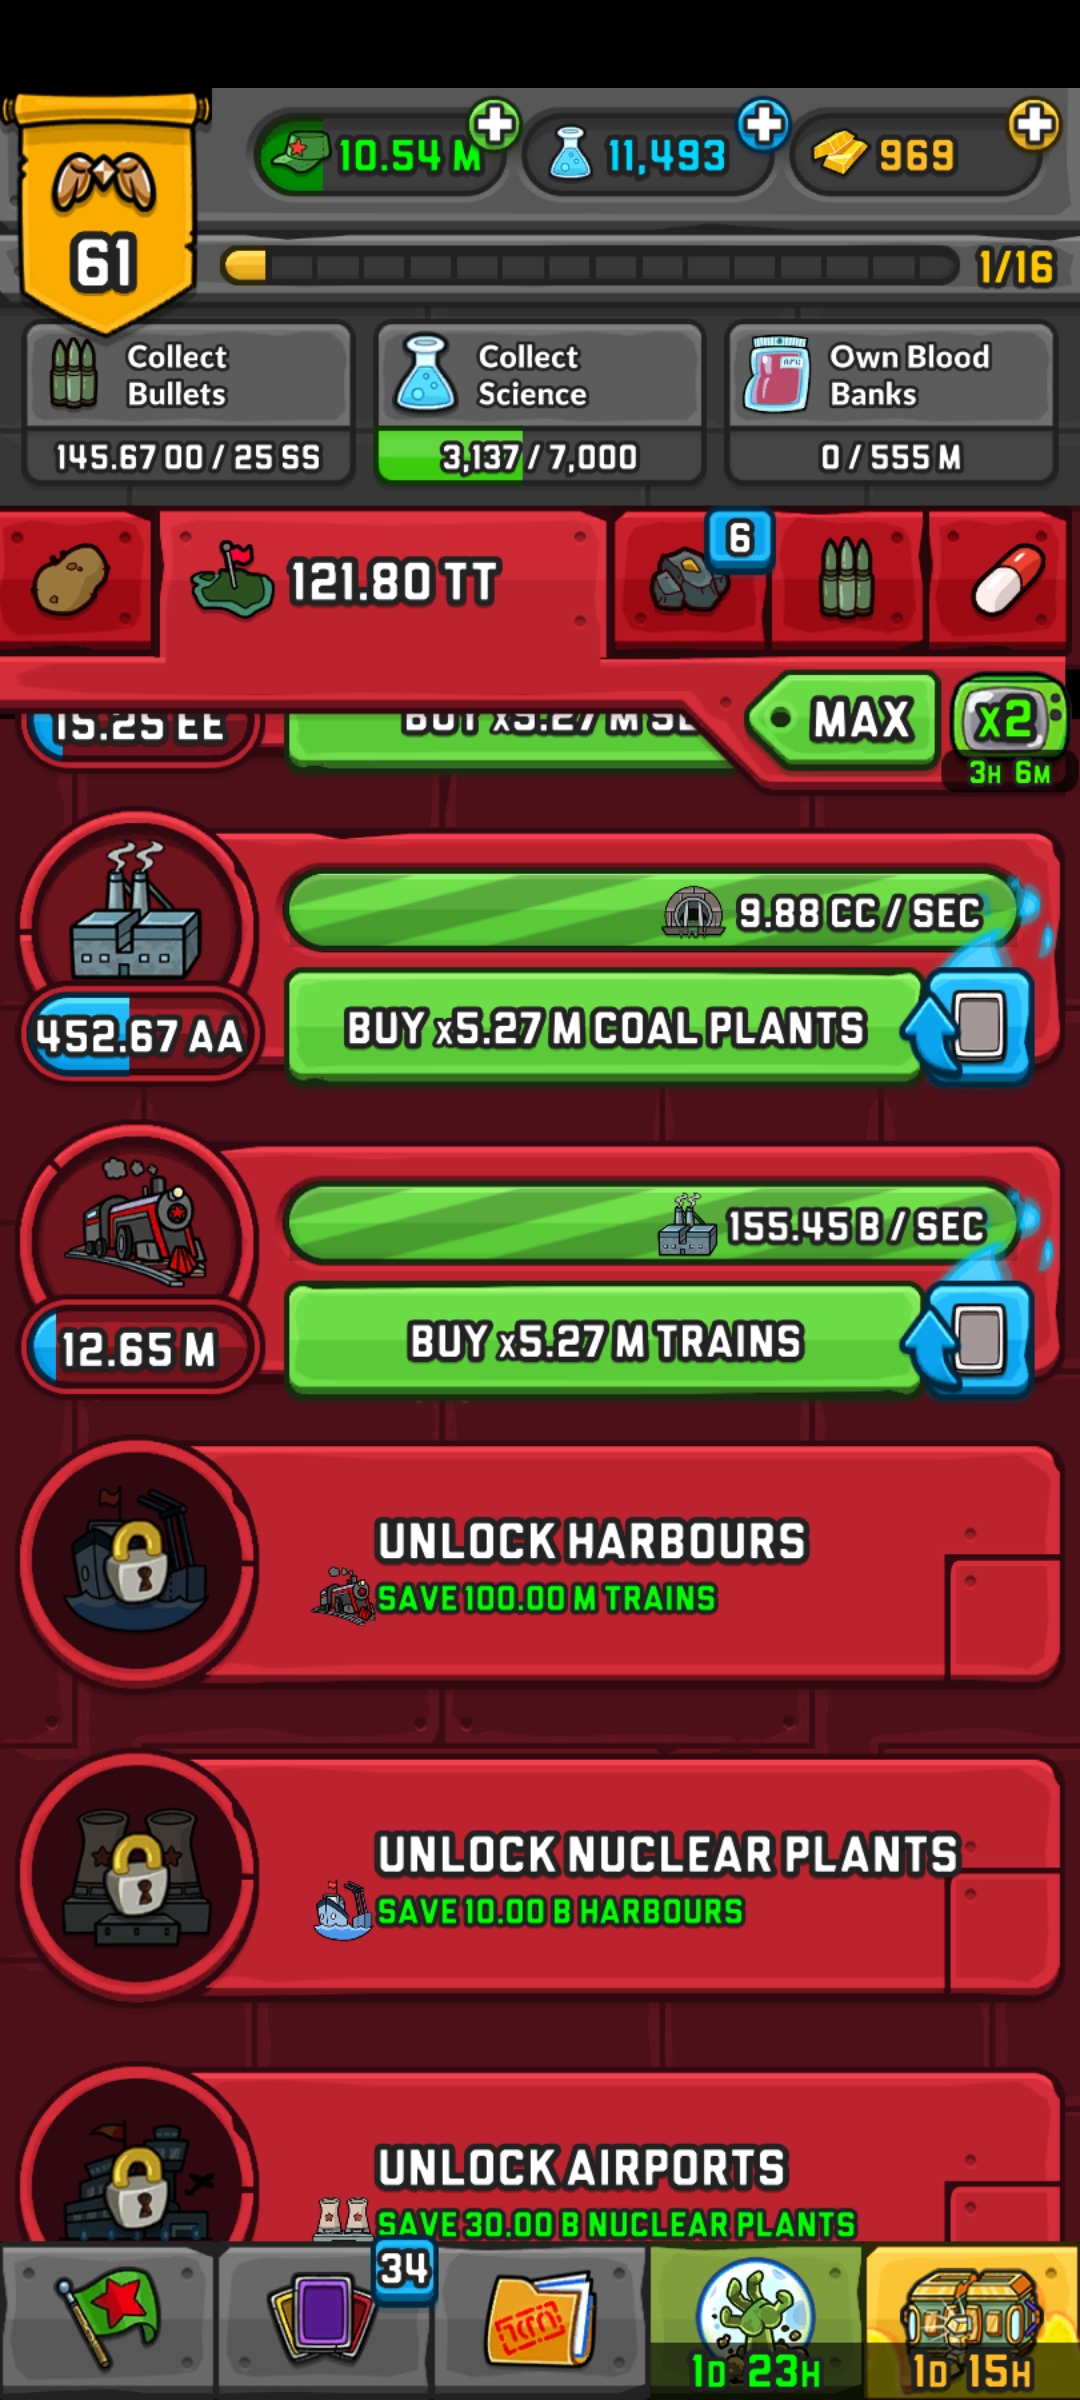 10.54 M
11,493
969
61
1/16
Collect
Bullets
145.67 OO / 25 SS
Collect
Science
3,137 / 7,000
Own Blood
Banks
0 / 555 M
121.80 TT
6
15.25 EE
BUY x5.27 M
MAX
x2
3H 6M
9.88 CC / SEC
452.67 AA
BUY x5.27 M COAL PLANTS
155.45 B / SEC
12.65 M
BUY x5.27 M TRAINS
UNLOCK HARBOURS
SAVE 100.00 M TRAINS
UNLOCK NUCLEAR PLANTS
SAVE 10.00 B HARBOURS
UNLOCK AIRPORTS
SAVE 30.00 B NUCLEAR PLANTS
34
1D 23H
1D 15H